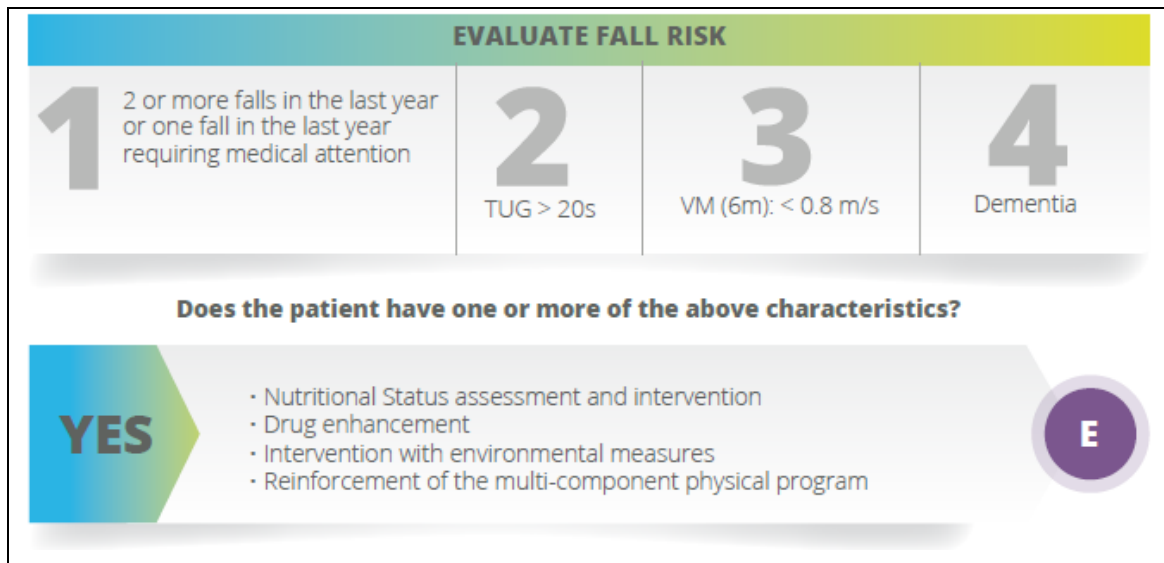 EVALUATE FALL RISK
1
2 or more falls in the last year
or one fall in the last year
requiring medical attention
2
TUG > 20s
3
VM (6m): < 0.8 m/s
4
Dementia
Does the patient have one or more of the above characteristics?
YES
· Nutritional Status assessment and intervention
· Drug enhancement
· Intervention with environmental measures
· Reinforcement of the multi-component physical program
E